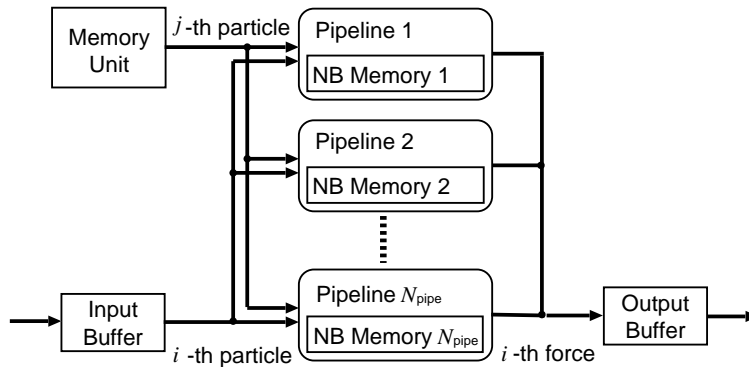 Memory
Unit
j -th particle
Pipeline 1
NB Memory 1
Pipeline 2
NB Memory 2
Pipeline Npipe
NB Memory Npipe
Input
Buffer
i -th particle
i -th force
Output
Buffer